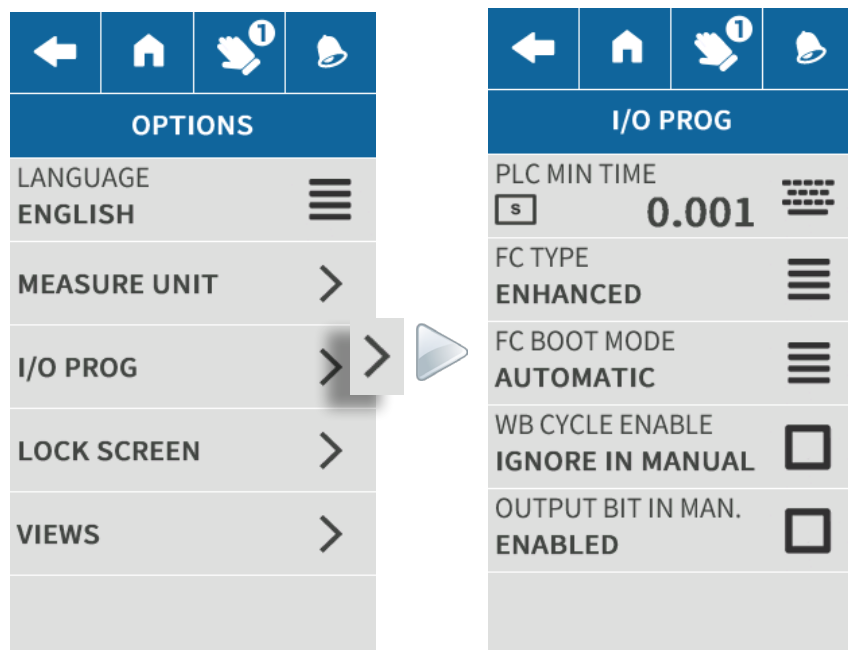 1
OPTIONS
LANGUAGE
ENGLISH
MEASURE UNIT
I/O PROG
LOCK SCREEN
VIEWS
1
I/O PROG
PLC MIN TIME
s 0.001
FC TYPE
ENHANCED
FC BOOT MODE
AUTOMATIC
WB CYCLE ENABLE
IGNORE IN MANUAL
OUTPUT BIT IN MAN.
ENABLED